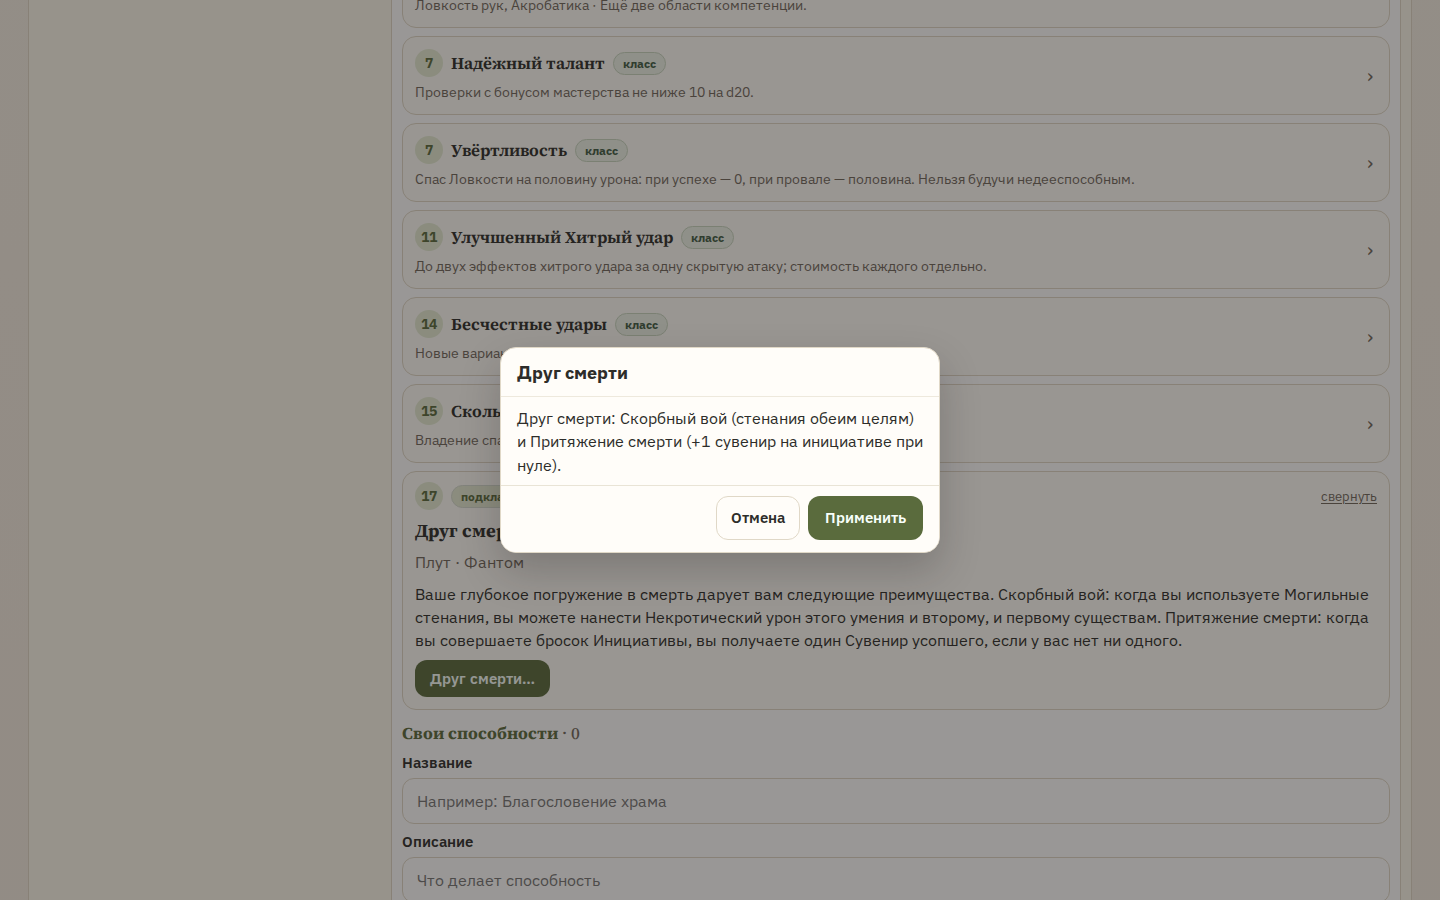 Ловкость рук, Акробатика · Ещё две области компетенции.
7 Надёжный талант класс
Проверки с бонусом мастерства не ниже 10 на d20.
7 Увёртливость класс
Спас Ловкости на половину урона: при успехе — 0, при провале — половина. Нельзя будучи недееспособным.
11 Улучшенный Хитрый удар класс
До двух эффектов хитрого удара за одну скрытую атаку; стоимость каждого отдельно.
14 Бесчестные удары класс
Новые
15
Владение
17 свернуть
Друг
Друг смерти
Друг смерти: Скорбный вой (стенания обеим целям)
и Притяжение смерти (+1 сувенир на инициативе при
нуле).
Отмена Применить
Плут · Фантом
Ваше глубокое погружение в смерть дарует вам следующие преимущества. Скорбный вой: когда вы используете Могильные
стенания, вы можете нанести Некротический урон этого умения и второму, и первому существам. Притяжение смерти: когда
вы совершаете бросок Инициативы, вы получаете один Сувенир усопшего, если у вас нет ни одного.
Друг смерти...
Свои способности · 0
Название
Например: Благословение храма
Описание
Что делает способность